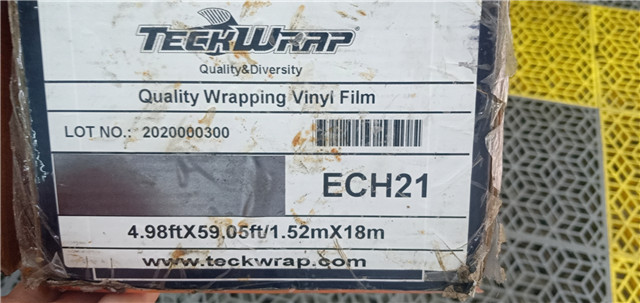 TECKWRAP
Quality&Diversity
Quality Wrapping Vinyl Film
LOT NO.: 2020000300
ECH21
4.98ftX59.05ft/1.52mX18m
www.teckwrap.com